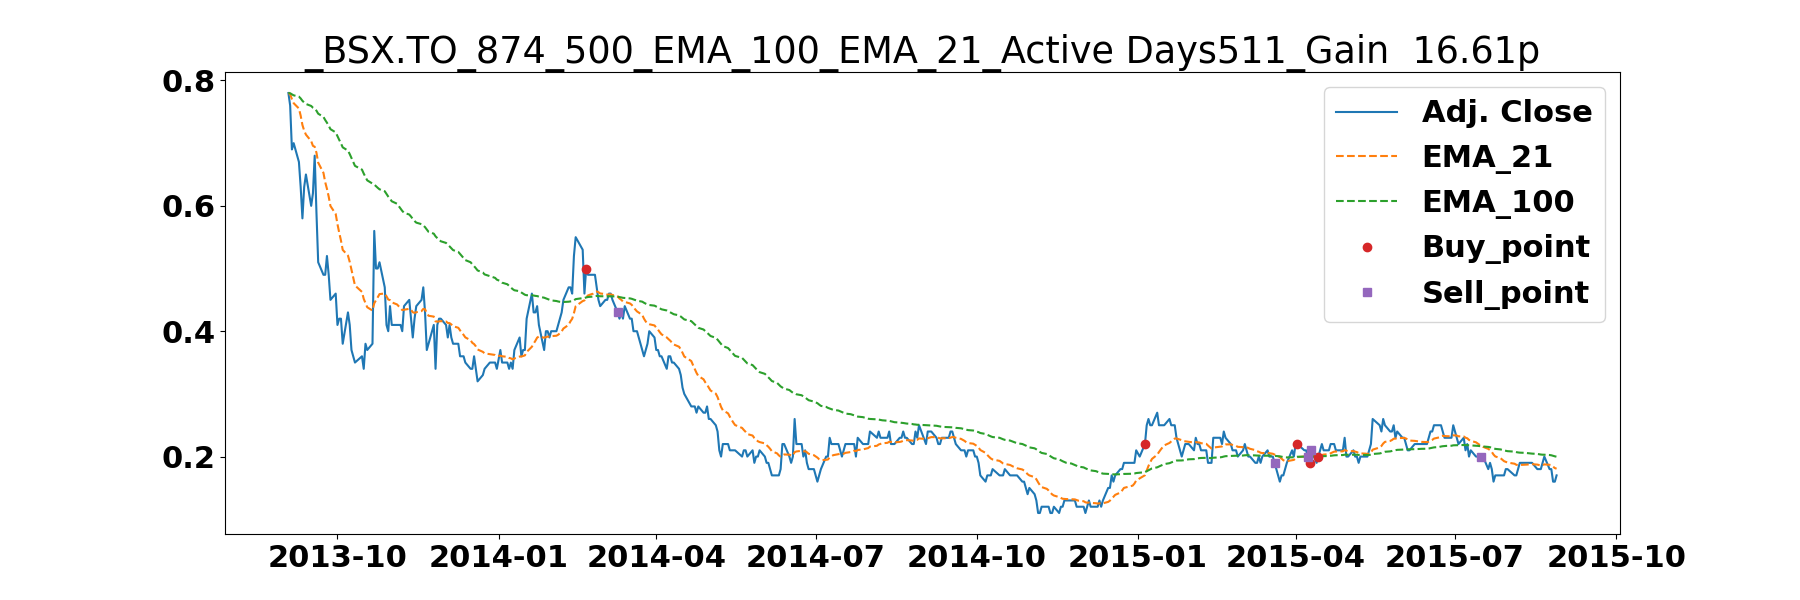 _BSX.TO_874_500_EMA_100_EMA_21_Active Days511_Gain  16.61p
0.8
0.6
0.4
0.2
Adj. Close
EMA_21
EMA_100
Buy_point
Sell_point
2013-10 2014-01 2014-04 2014-07 2014-10 2015-01 2015-04 2015-07 2015-10